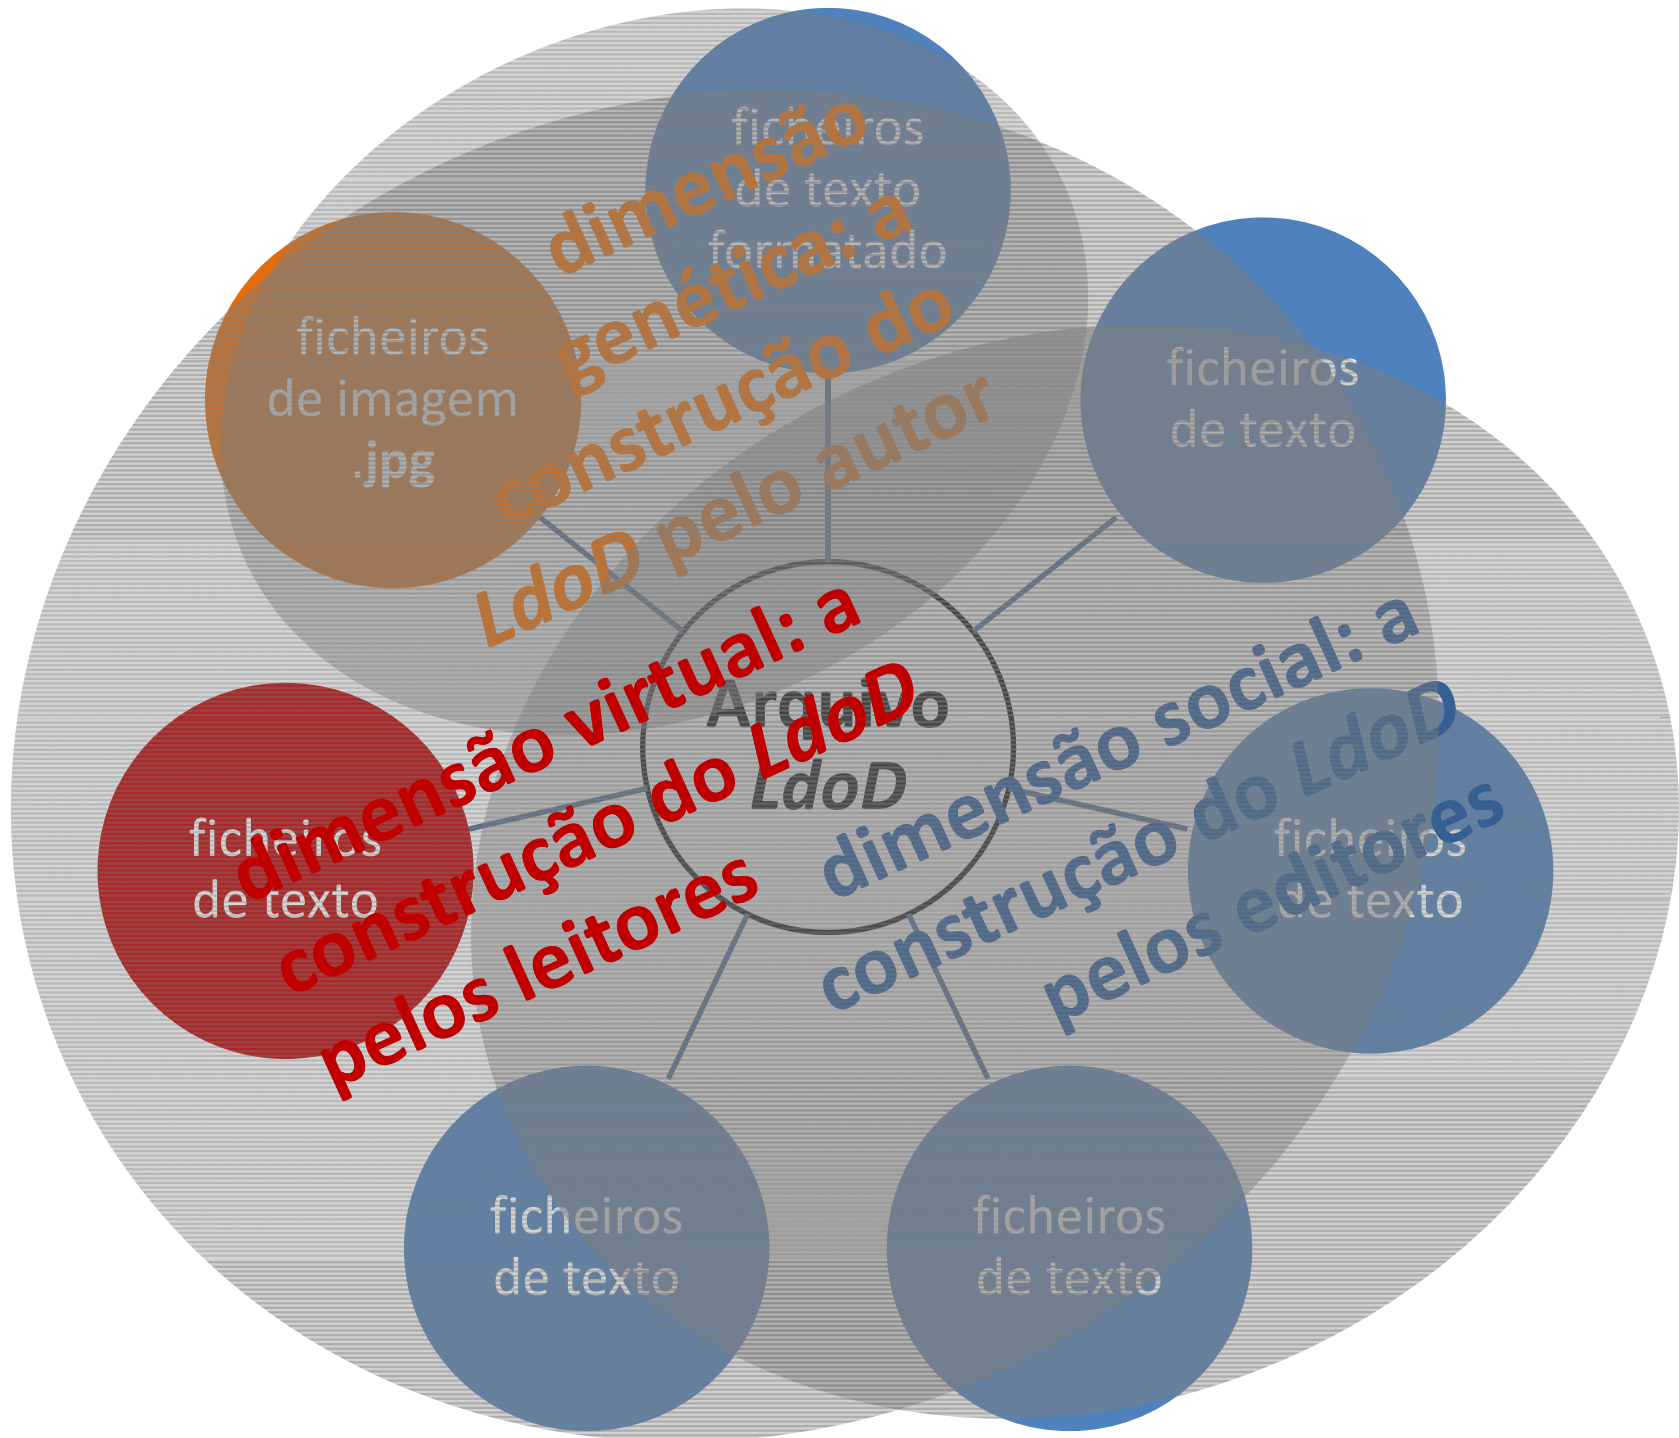 ficheiros
de texto
formatado
dimensão
genética: a
construção do
LdoD pelo autor
ficheiros
de imagem
.jpg
ficheiros
de texto
Arquivo
LdoD
dimensão virtual: a
construção do LdoD
pelos leitores
dimensão social: a
construção do LdoD
pelos editores
ficheiros
de texto
ficheiros
de texto
ficheiros
de texto
ficheiros
de texto